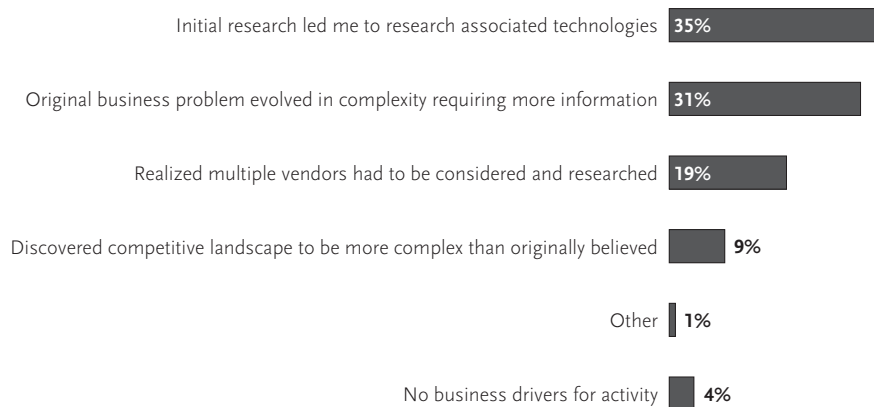 Initial research led me to research associated technologies 35%
Original business problem evolved in complexity requiring more information 31%
Realized multiple vendors had to be considered and researched 19%
Discovered competitive landscape to be more complex than originally believed 9%
Other 1%
No business drivers for activity 4%